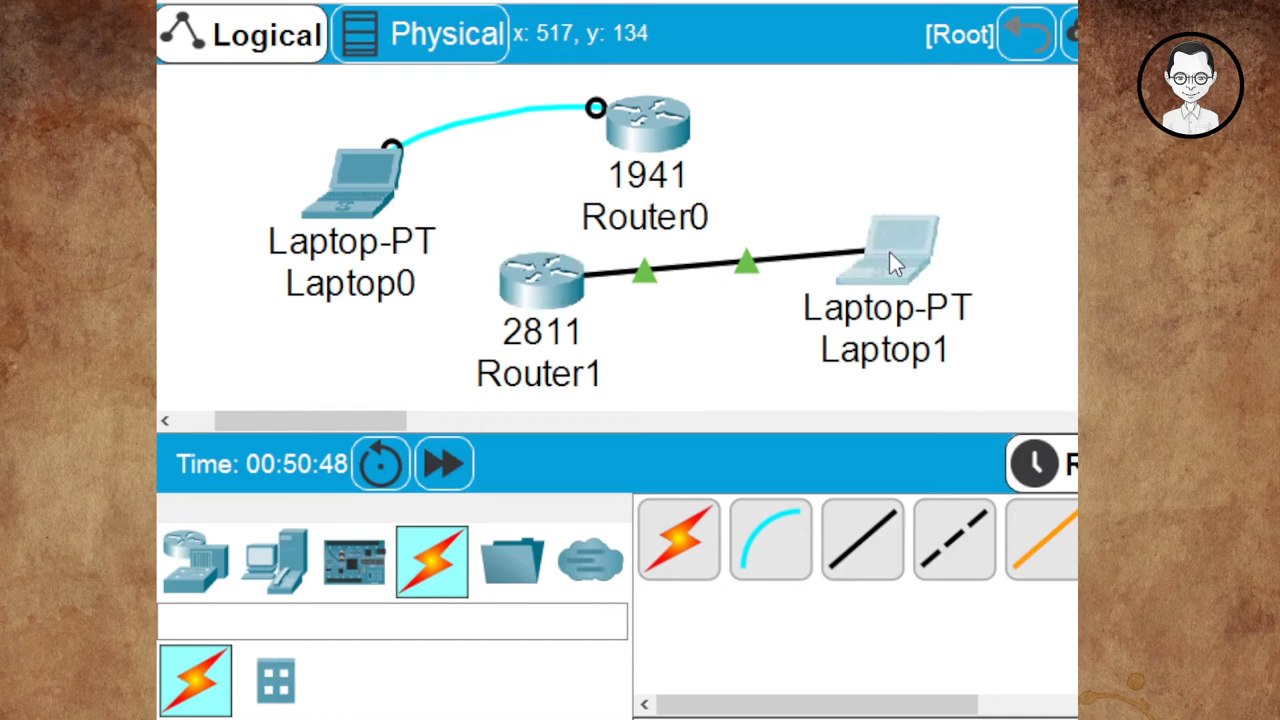 Logical
Physical
x: 517, y: 134
[Root]
1941
Router0
Laptop-PT
Laptop0
2811
Router1
Laptop-PT
Laptop1
Time: 00:50:48
R